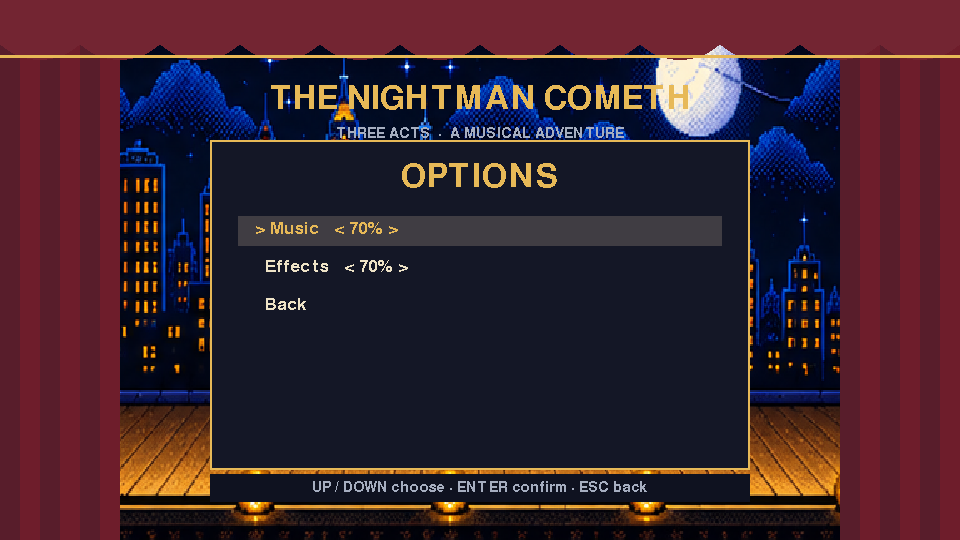 THE NIGHTMAN COMETH
THREE ACTS · A MUSICAL ADVENTURE
OPTIONS
> Music < 70% >
Effects < 70% >
Back
UP / DOWN choose · ENTER confirm · ESC back